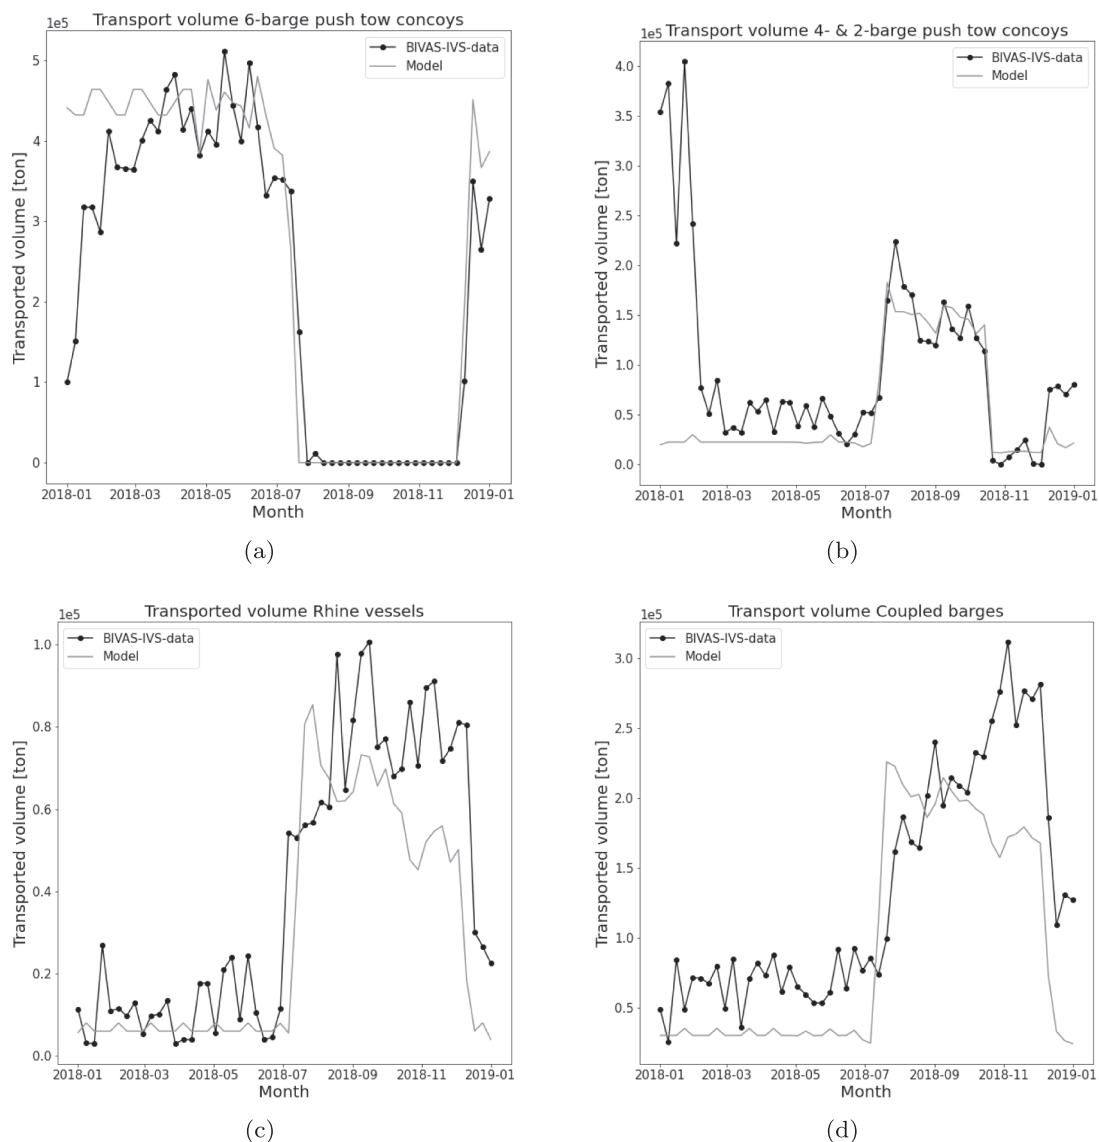 Transport volume 6-barge push tow concoys
1e5
BIVAS-IVS-data
Model
5
4
3
2
1
0
Transported volume [ton]
2018-01 2018-03 2018-05 2018-07 2018-09 2018-11 2019-01
Month
(a)
Transport volume 4- & 2-barge push tow concoys
1e5
BIVAS-IVS-data
Model
4.0
3.5
3.0
2.5
2.0
1.5
1.0
0.5
0.0
Transported volume [ton]
2018-01 2018-03 2018-05 2018-07 2018-09 2018-11 2019-01
Month
(b)
Transported volume Rhine vessels
1e5
BIVAS-IVS-data
Model
1.0
0.8
0.6
0.4
0.2
0.0
Transported volume [ton]
2018-01 2018-03 2018-05 2018-07 2018-09 2018-11 2019-01
Month
(c)
Transport volume Coupled barges
1e5
BIVAS-IVS-data
Model
3.0
2.5
2.0
1.5
1.0
0.5
Transported volume [ton]
2018-01 2018-03 2018-05 2018-07 2018-09 2018-11 2019-01
Month
(d)